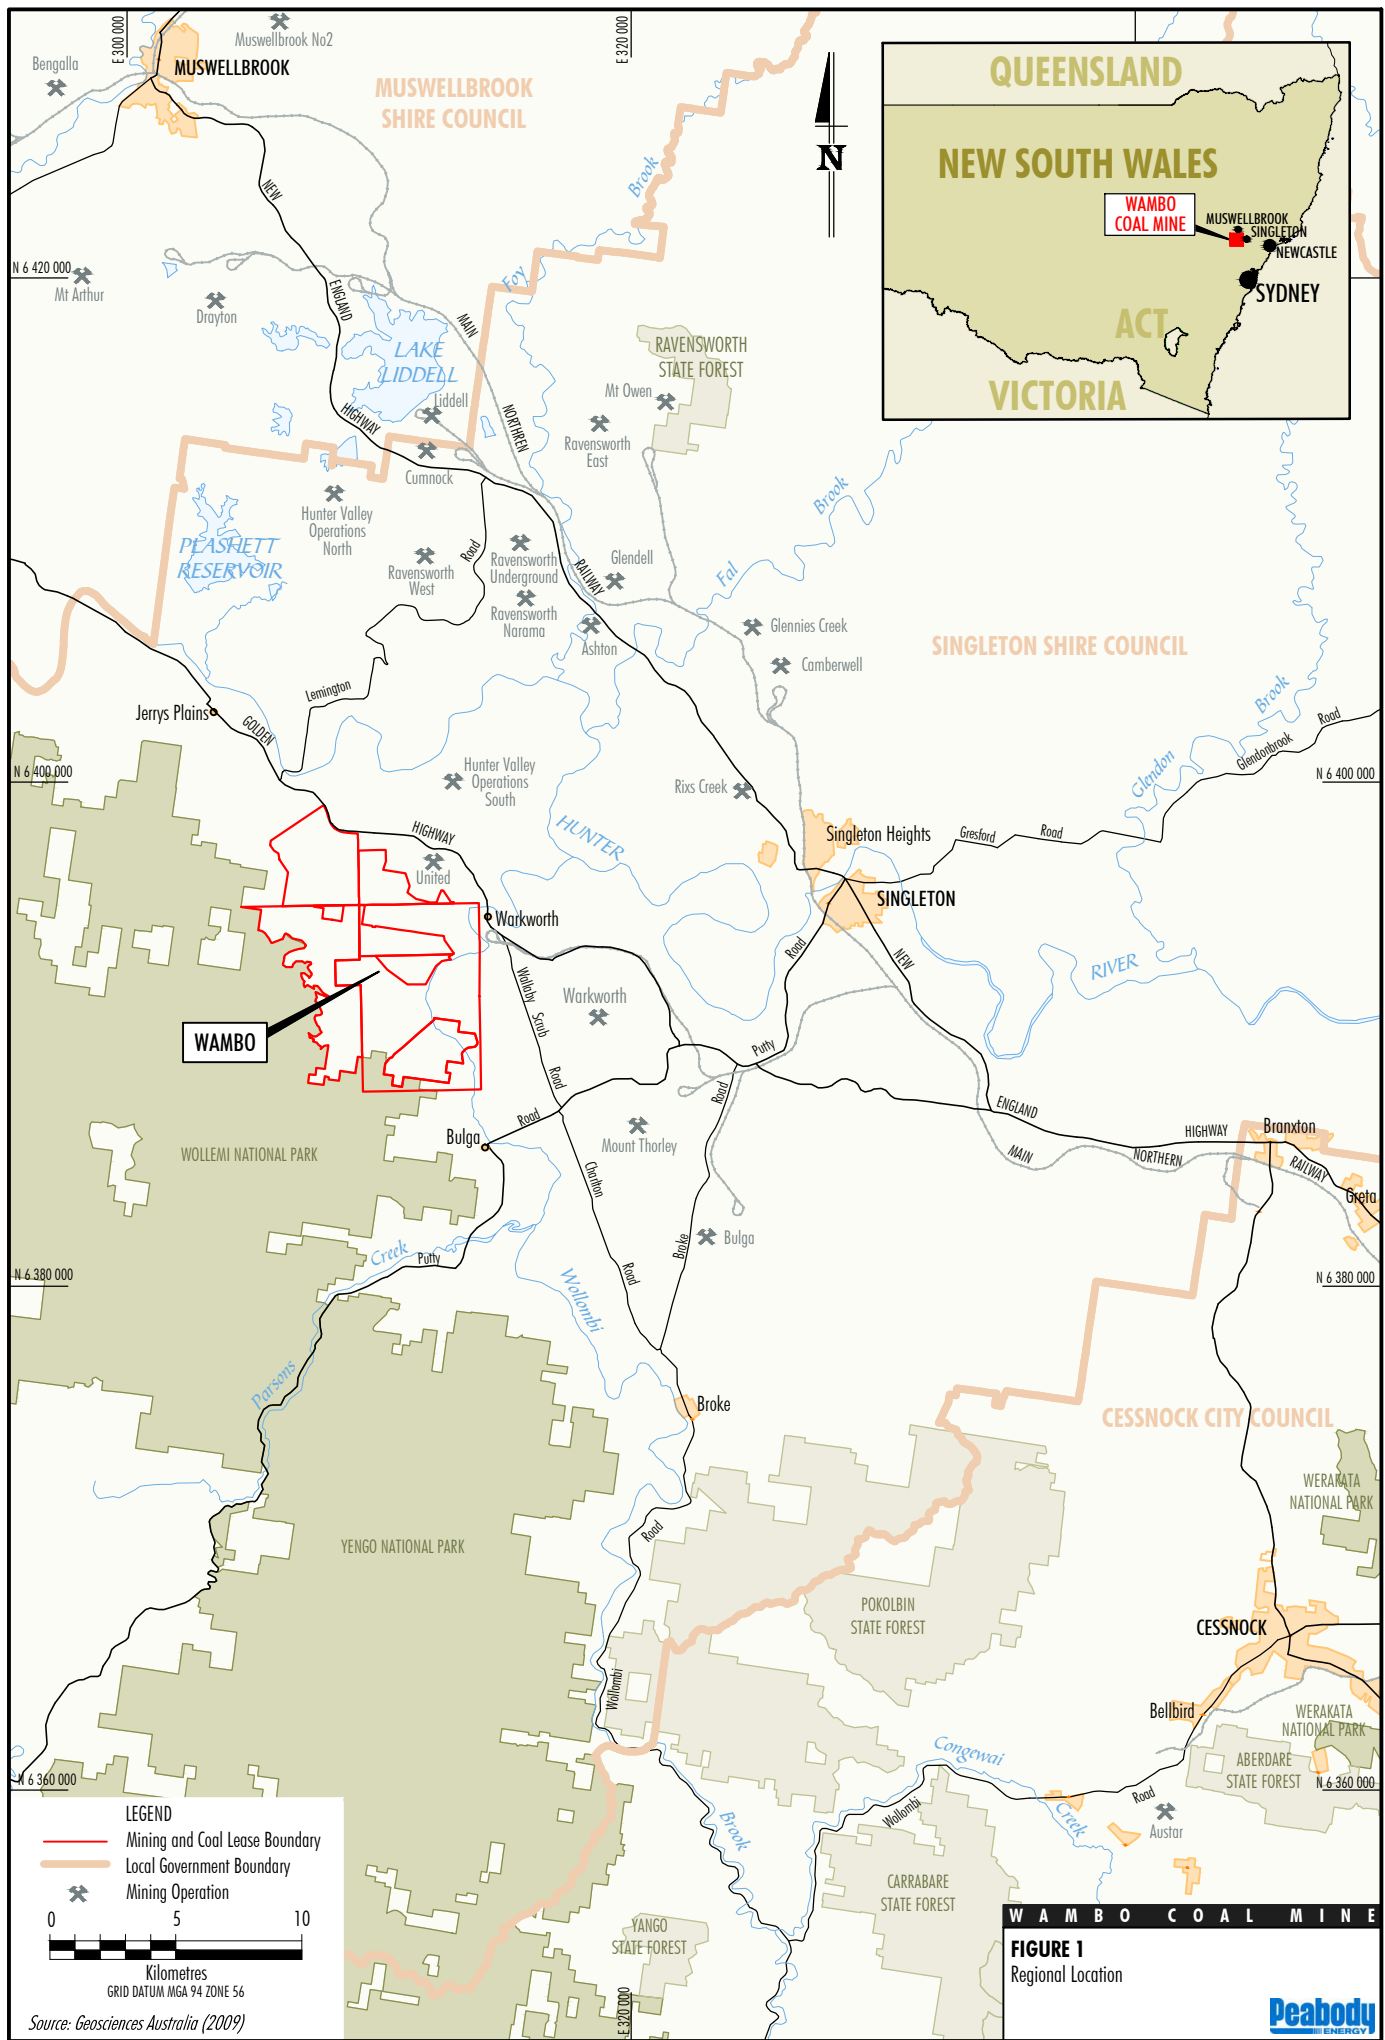 E 300 000
E 320 000
Muswellbrook No2
Bengalla
MUSWELLBROOK
MUSWELLBROOK
SHIRE COUNCIL
N
QUEENSLAND
NEW SOUTH WALES
WAMBO
COAL MINE
MUSWELLBROOK
SINGLETON
NEWCASTLE
SYDNEY
ACT
VICTORIA
NEW
Brook
Foy
N 6 420 000
Mt Arthur
Drayton
ENGLAND
MAIN
LAKE
LIDDELL
RAVENSWORTH
STATE FOREST
Liddell
HIGHWAY
NORTHREN
Mt Owen
Ravensworth
East
Cumnock
Hunter Valley
Operations
North
Brook
PLASHETT
RESERVOIR
Road
Ravensworth
West
Ravensworth
Underground
Glendell
RAILWAY
Fal
Ravensworth
Narama
Ashton
Glennies Creek
Camberwell
SINGLETON SHIRE COUNCIL
Lemington
Jerrys Plains
GOLDEN
Brook
Road
Glendonbrook
Glendon
N 6 400 000
N 6 400 000
Hunter Valley
Operations
South
Rixs Creek
HIGHWAY
HUNTER
Singleton Heights
Gresford
Road
United
SINGLETON
Warkworth
Road
NEW
RIVER
Wallaby
Scrub
Road
Warkworth
WAMBO
Putty
Road
ENGLAND
Road
Bulga
Mount Thorley
HIGHWAY
Branxton
WOLLEMI NATIONAL PARK
MAIN
NORTHERN
RAILWAY
Charlton
Road
Greta
Creek
Putty
Broke
Bulga
N 6 380 000
N 6 380 000
Wollombi
Parsons
Broke
CESSNOCK CITY COUNCIL
WERAKATA
NATIONAL PARK
Road
YENGO NATIONAL PARK
POKOLBIN
STATE FOREST
CESSNOCK
Wollombi
Bellbird
WERAKATA
NATIONAL PARK
Congewai
ABERDARE
STATE FOREST
N 6 360 000
N 6 360 000
Road
Wollombi
Creek
Brook
Austar
CARRABARE
STATE FOREST
YANGO
STATE FOREST
E 320 000
LEGEND
Mining and Coal Lease Boundary
Local Government Boundary
Mining Operation
0 5 10
Kilometres
GRID DATUM MGA 94 ZONE 56
Source: Geosciences Australia (2009)
WAMBO COAL MINE
FIGURE 1
Regional Location
Peabody
ENERGY